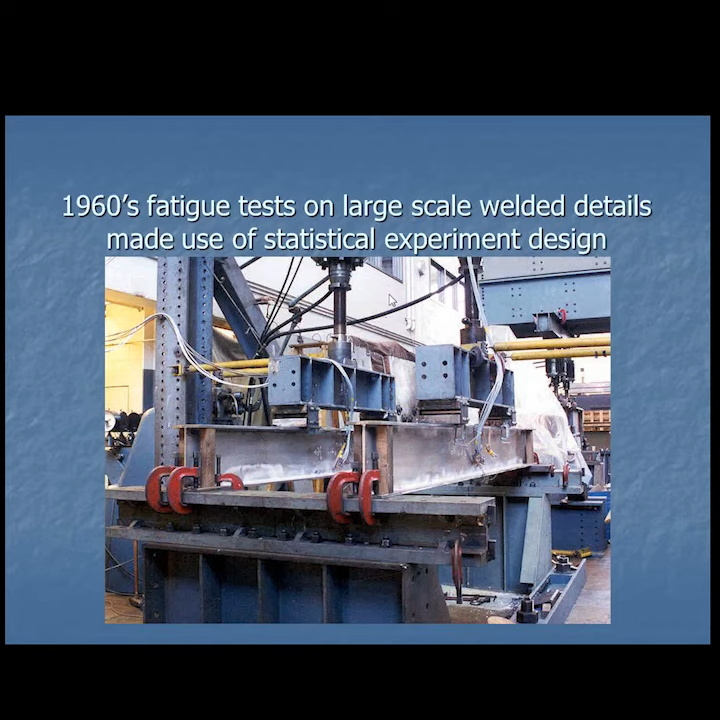 1960’s fatigue tests on large scale welded details
made use of statistical experiment design